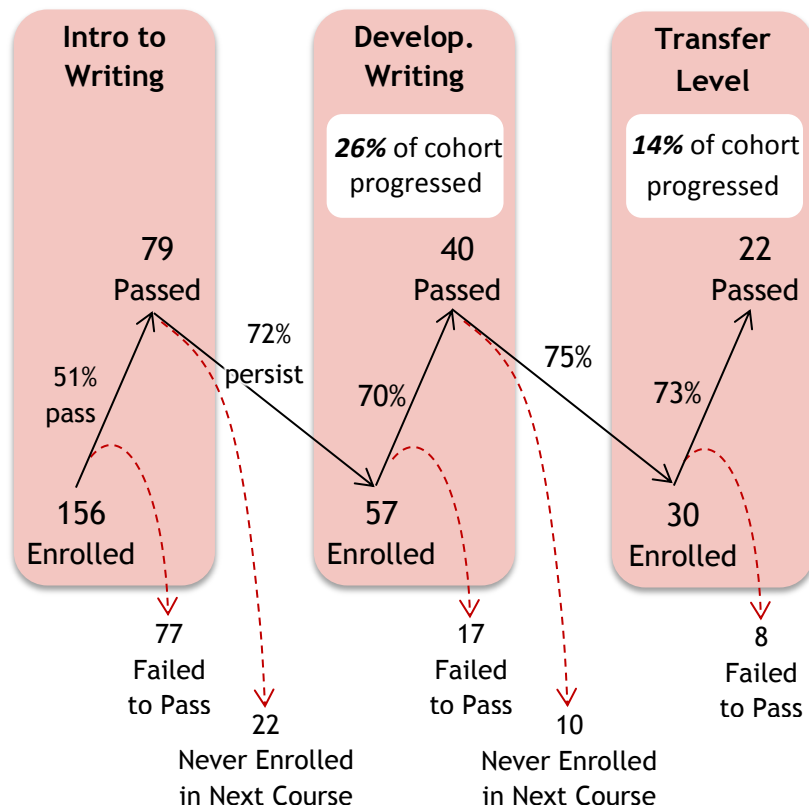 Intro to
Writing
Develop.
Writing
Transfer
Level
26% of cohort
progressed
14% of cohort
progressed
79
Passed
40
Passed
22
Passed
51%
pass
72%
persist
70%
75%
73%
156
Enrolled
57
Enrolled
30
Enrolled
77
Failed
to Pass
22
Never Enrolled
in Next Course
17
Failed
to Pass
10
Never Enrolled
in Next Course
8
Failed
to Pass